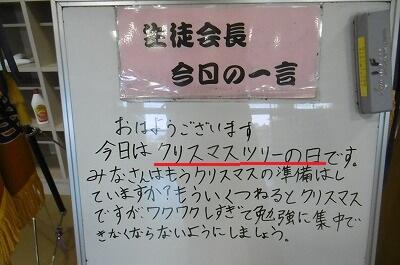 生徒会長
今日の一言
おはようございます
今日はクリスマスツリーの日です。
みなさんはもうクリスマスの準備はし
ていますか?もういくつねるとクリスマス
ですが、ワクワクしすぎて勉強に集中で
きなくならないようにしましょう。